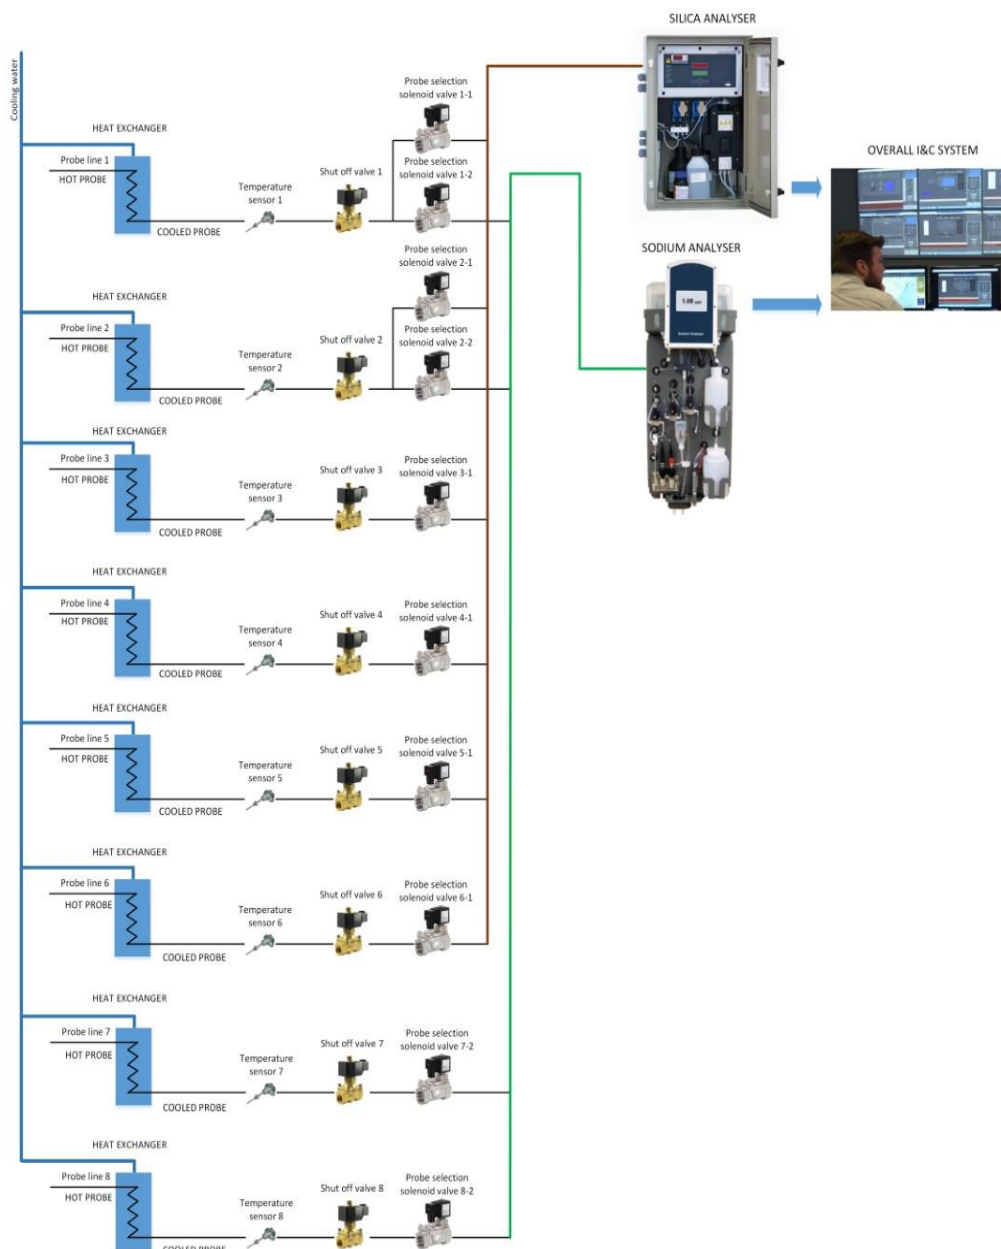 SILICA ANALYSER
Cooling water
Probe selection
solenoid valve 1-1
HEAT EXCHANGER
OVERALL I&C SYSTEM
Probe line 1
HOT PROBE
Shut off valve 1
Probe selection
solenoid valve 1-2
Temperature
sensor 1
COOLED PROBE
SODIUM ANALYSER
Probe selection
solenoid valve 2-1
HEAT EXCHANGER
1.08
Probe line 2
HOT PROBE
Shut off valve 2
Probe selection
solenoid valve 2-2
Temperature
sensor 2
COOLED PROBE
HEAT EXCHANGER
Probe line 3
HOT PROBE
Shut off valve 3
Probe selection
solenoid valve 3-1
Temperature
sensor 3
COOLED PROBE
HEAT EXCHANGER
Probe line 4
HOT PROBE
Shut off valve 4
Probe selection
solenoid valve 4-1
Temperature
sensor 4
COOLED PROBE
HEAT EXCHANGER
Probe line 5
HOT PROBE
Shut off valve 5
Probe selection
solenoid valve 5-1
Temperature
sensor 5
COOLED PROBE
HEAT EXCHANGER
Probe line 6
HOT PROBE
Shut off valve 6
Probe selection
solenoid valve 6-1
Temperature
sensor 6
COOLED PROBE
HEAT EXCHANGER
Probe line 7
HOT PROBE
Shut off valve 7
Probe selection
solenoid valve 7-2
Temperature
sensor 7
COOLED PROBE
HEAT EXCHANGER
Probe line 8
HOT PROBE
Shut off valve 8
Probe selection
solenoid valve 8-2
Temperature
sensor 8
COOLED PROBE